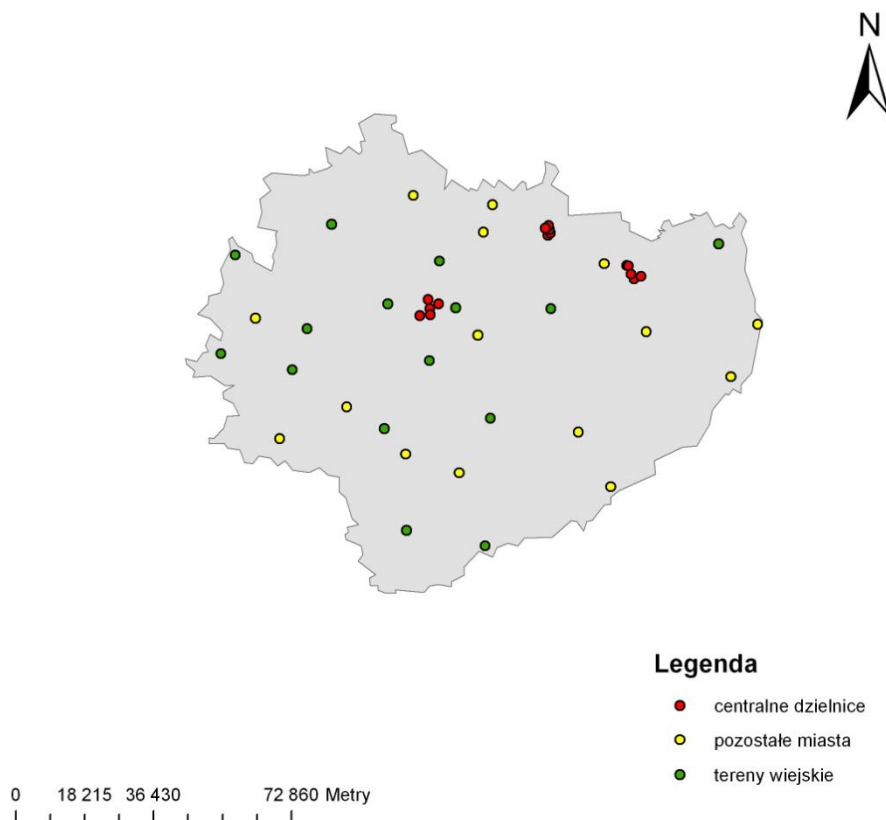 N
Legenda
centralne dzielnice
pozostałe miasta
tereny wiejskie
0 18 215 36 430 72 860 Metry